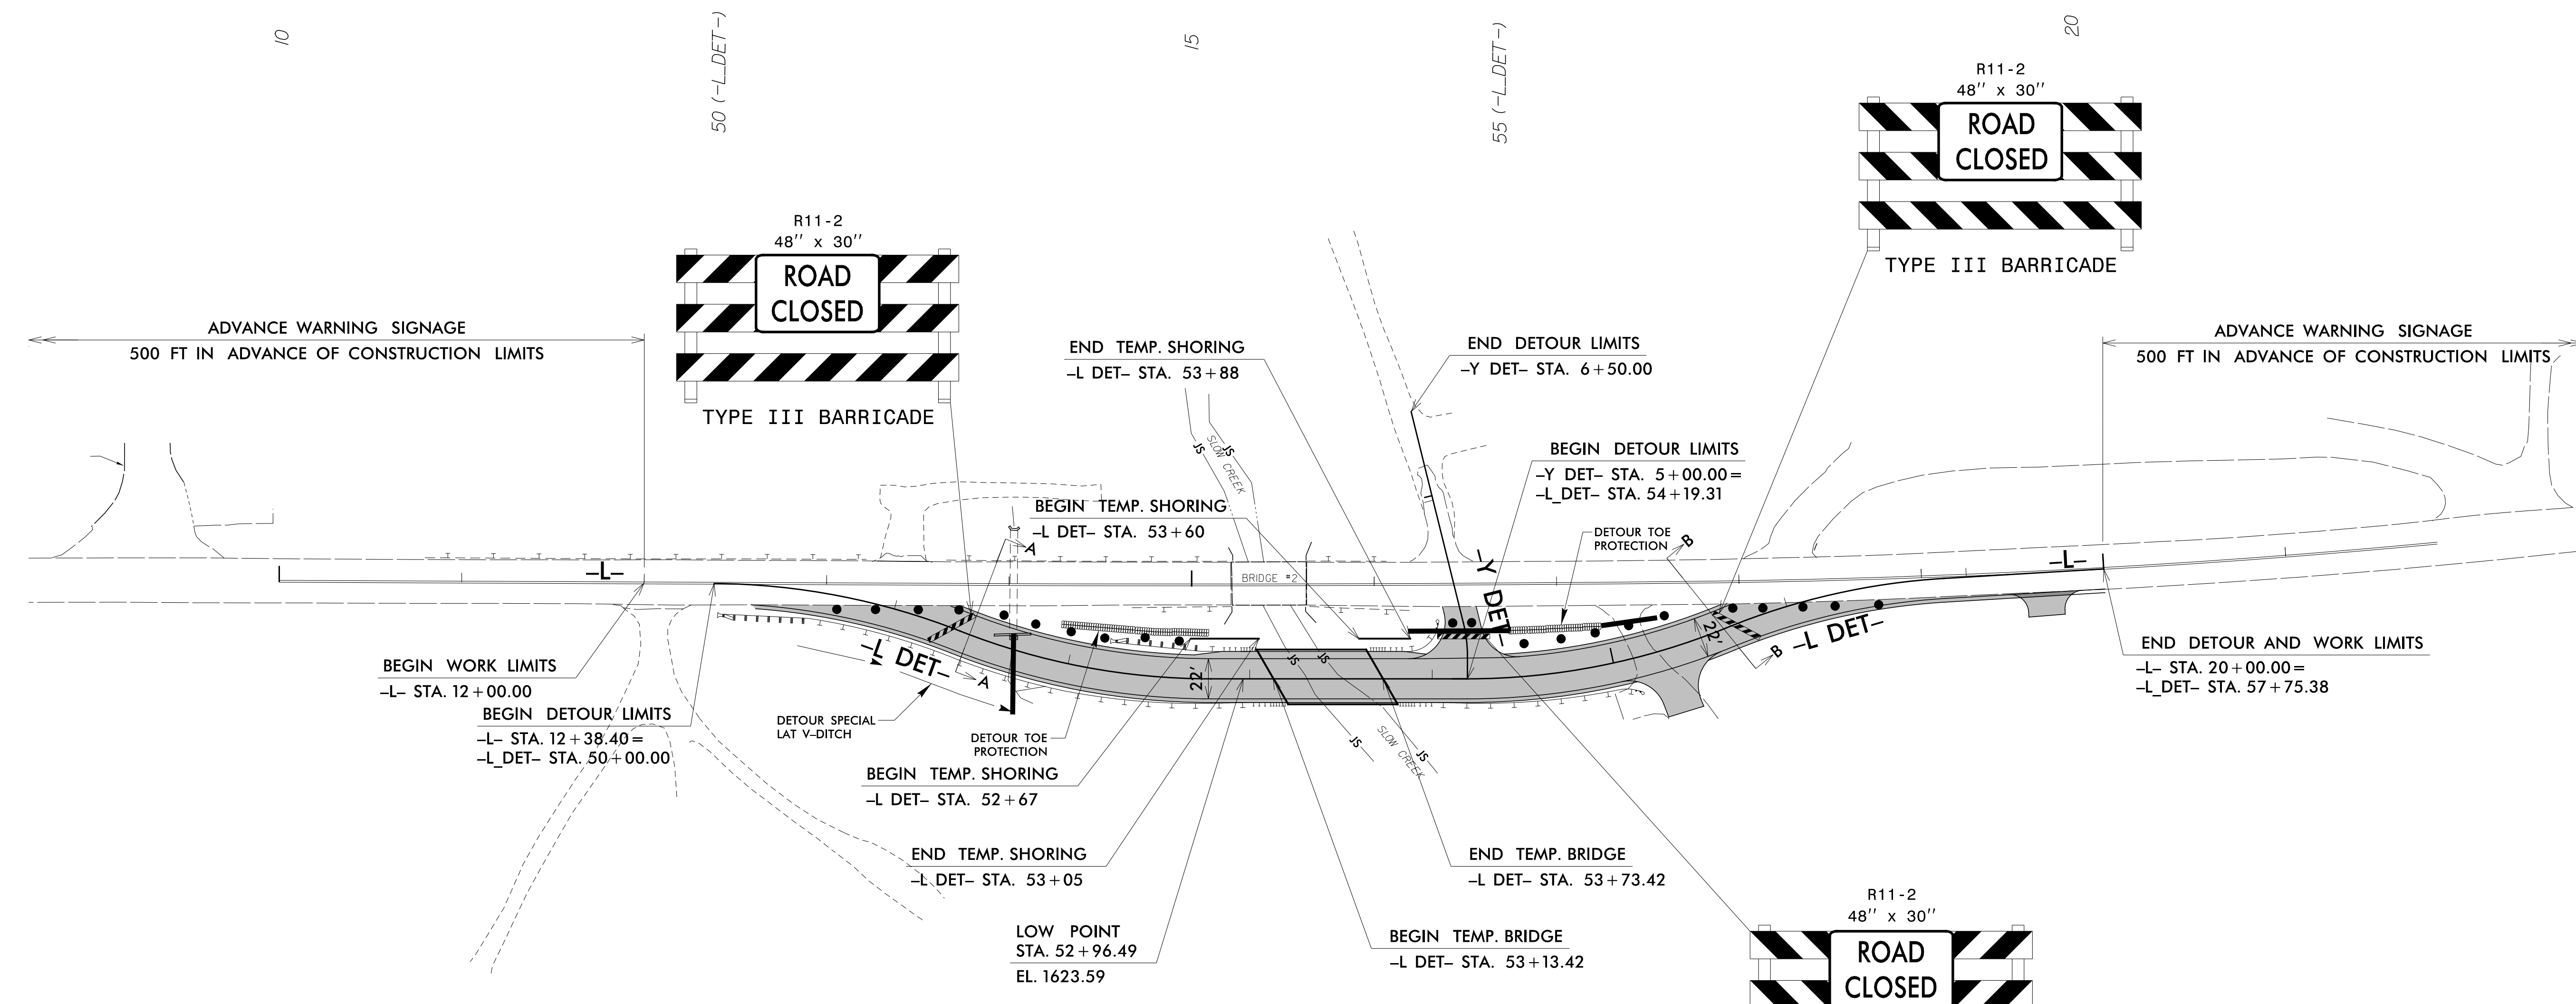 10
50 (-L_DET-)
15
55 (-L_DET-)
20
R11-2
48'' x 30''
ROAD
CLOSED
TYPE III BARRICADE
R11-2
48'' x 30''
ROAD
CLOSED
TYPE III BARRICADE
ADVANCE WARNING SIGNAGE
500 FT IN ADVANCE OF CONSTRUCTION LIMITS
END TEMP. SHORING
-L DET- STA. 53+88
END DETOUR LIMITS
-Y DET- STA. 6+50.00
ADVANCE WARNING SIGNAGE
500 FT IN ADVANCE OF CONSTRUCTION LIMITS
JS
JS
SLOW CREEK
BEGIN DETOUR LIMITS
-Y DET- STA. 5+00.00=
-L_DET- STA. 54+19.31
BEGIN TEMP. SHORING
-L DET- STA. 53+60
DETOUR TOE
PROTECTION
A
B
-L-
BRIDGE #2
-Y DET-
-L-
22'
-L DET-
B
-L DET-
A
22'
JS
JS
BEGIN WORK LIMITS
-L- STA. 12+00.00
END DETOUR AND WORK LIMITS
-L- STA. 20+00.00=
-L_DET- STA. 57+75.38
BEGIN DETOUR LIMITS
-L- STA. 12+38.40=
-L_DET- STA. 50+00.00
DETOUR SPECIAL
LAT V-DITCH
DETOUR TOE
PROTECTION
JS
JS
SLOW CREEK
BEGIN TEMP. SHORING
-L DET- STA. 52+67
END TEMP. SHORING
-L DET- STA. 53+05
END TEMP. BRIDGE
-L DET- STA. 53+73.42
LOW POINT
STA. 52+96.49
EL. 1623.59
BEGIN TEMP. BRIDGE
-L DET- STA. 53+13.42
R11-2
48'' x 30''
ROAD
CLOSED